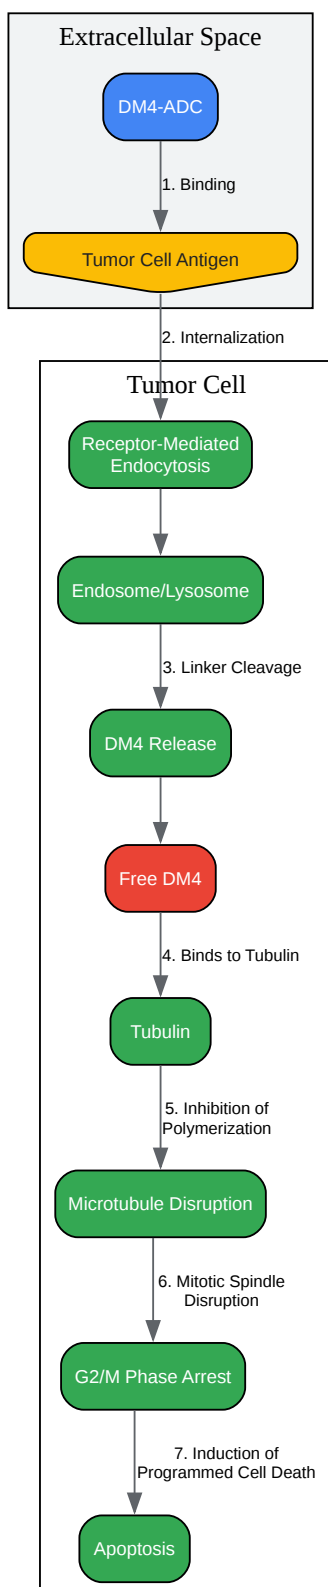 Extracellular Space
DM4-ADC
1. Binding
Tumor Cell Antigen
2. Internalization
Tumor Cell
Receptor-Mediated
Endocytosis
Endosome/Lysosome
3. Linker Cleavage
DM4 Release
Free DM4
4. Binds to Tubulin
Tubulin
5. Inhibition of
Polymerization
Microtubule Disruption
6. Mitotic Spindle
Disruption
G2/M Phase Arrest
7. Induction of
Programmed Cell Death
Apoptosis